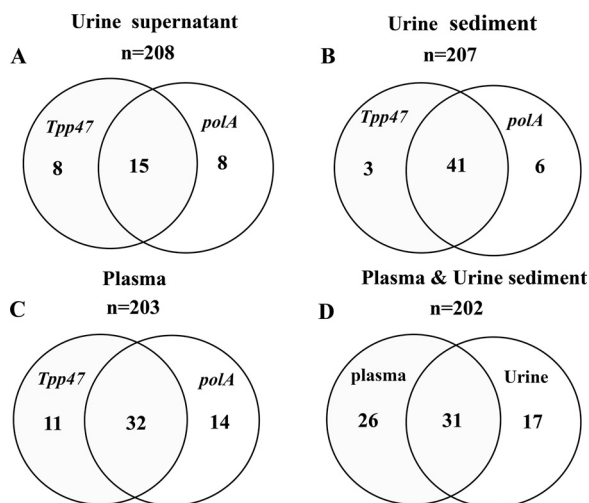 Urine supernatant
n=208
A
Tpp47
polA
8
15
8
Urine sediment
n=207
B
Tpp47
polA
3
41
6
Plasma
n=203
C
Tpp47
polA
11
32
14
Plasma & Urine sediment
n=202
D
plasma
Urine
26
31
17